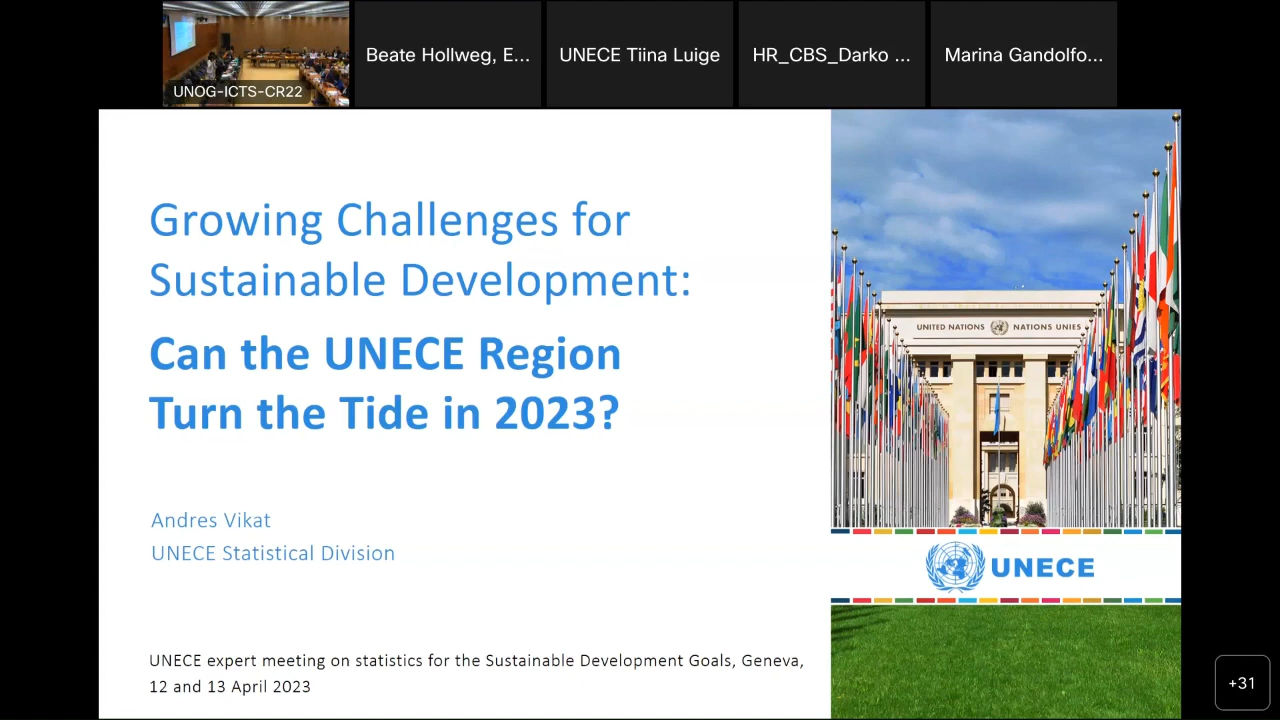 UNOG-ICTS-CR22
Beate Hollweg, E...
UNECE Tiina Luige
HR_CBS_Darko ...
Marina Gandolfo...
Growing Challenges for
Sustainable Development:
Can the UNECE Region
Turn the Tide in 2023?
Andres Vikat
UNECE Statistical Division
UNECE expert meeting on statistics for the Sustainable Development Goals, Geneva,
12 and 13 April 2023
UNITED NATIONS NATIONS UNIES
UNECE
+31